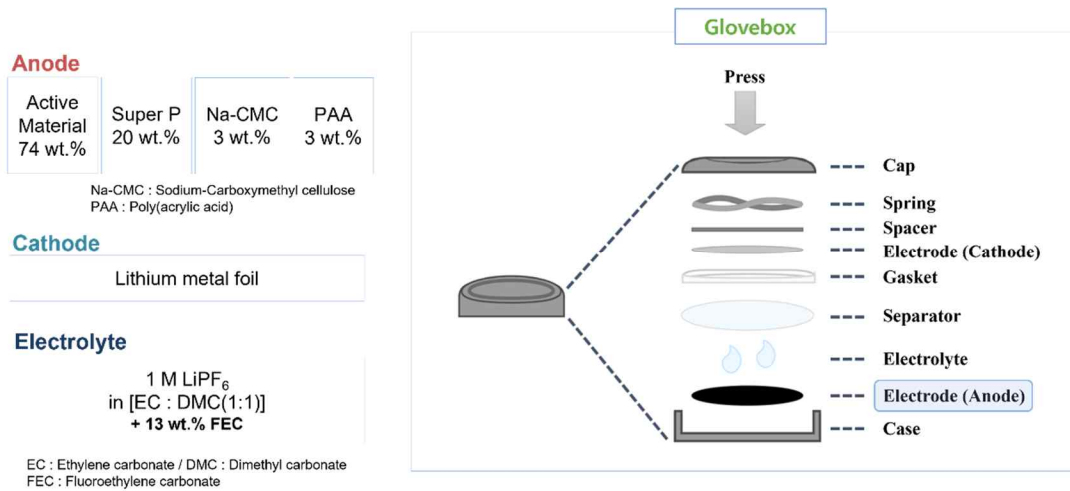 Anode
Active
Material
74 wt.%
Super P
20 wt.%
Na-CMC
3 wt.%
PAA
3 wt.%
Na-CMC : Sodium-Carboxymethyl cellulose
PAA : Poly(acrylic acid)
Cathode
Lithium metal foil
Electrolyte
1 M LiPF6
in [EC : DMC(1:1)]
+ 13 wt.% FEC
EC : Ethylene carbonate / DMC : Dimethyl carbonate
FEC : Fluoroethylene carbonate
Glovebox
Press
Cap
Spring
Spacer
Electrode (Cathode)
Gasket
Separator
Electrolyte
Electrode (Anode)
Case